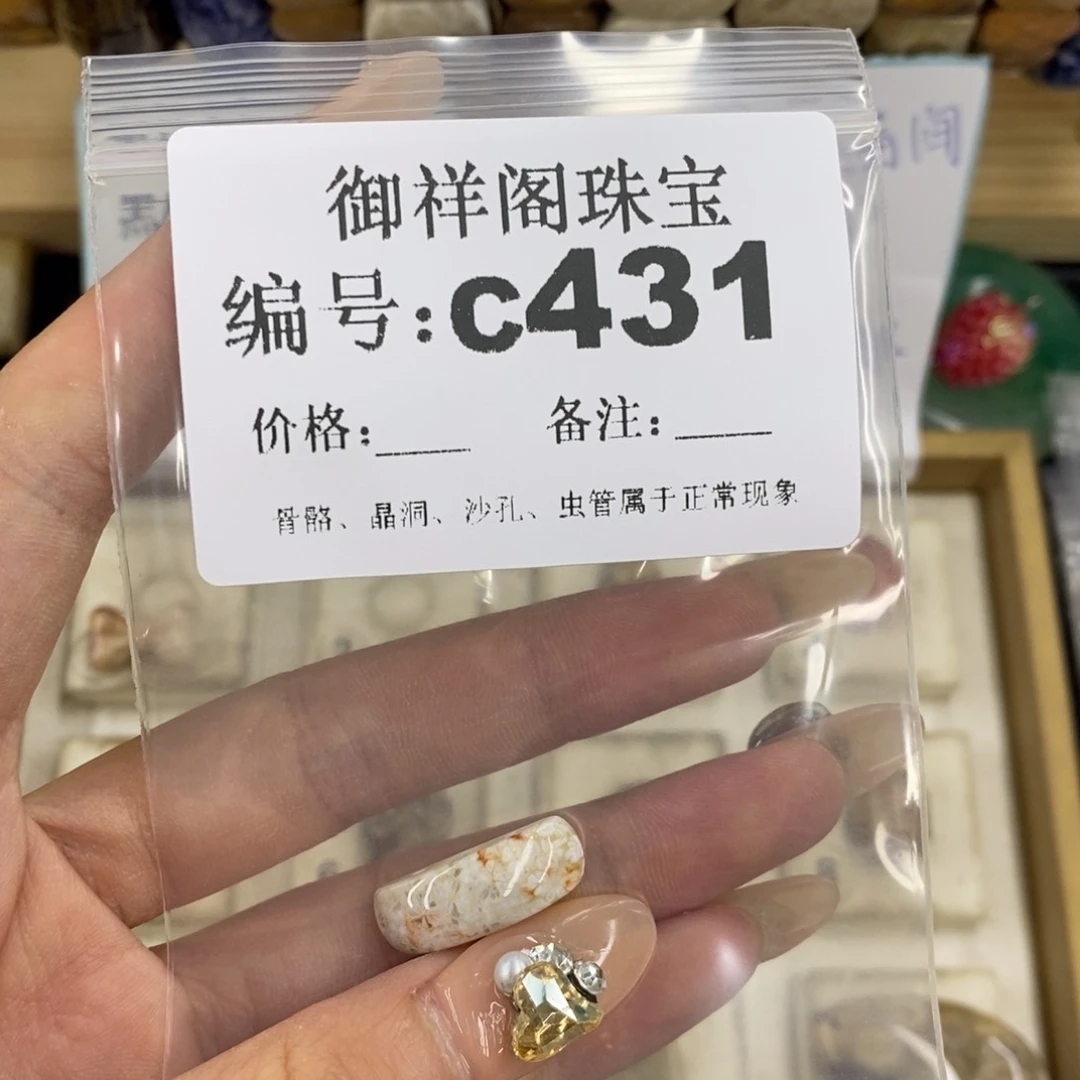 御祥阁珠宝
编号:c431
价格:____ 备注:____
骨骼、晶洞、沙孔、虫管属于正常现象